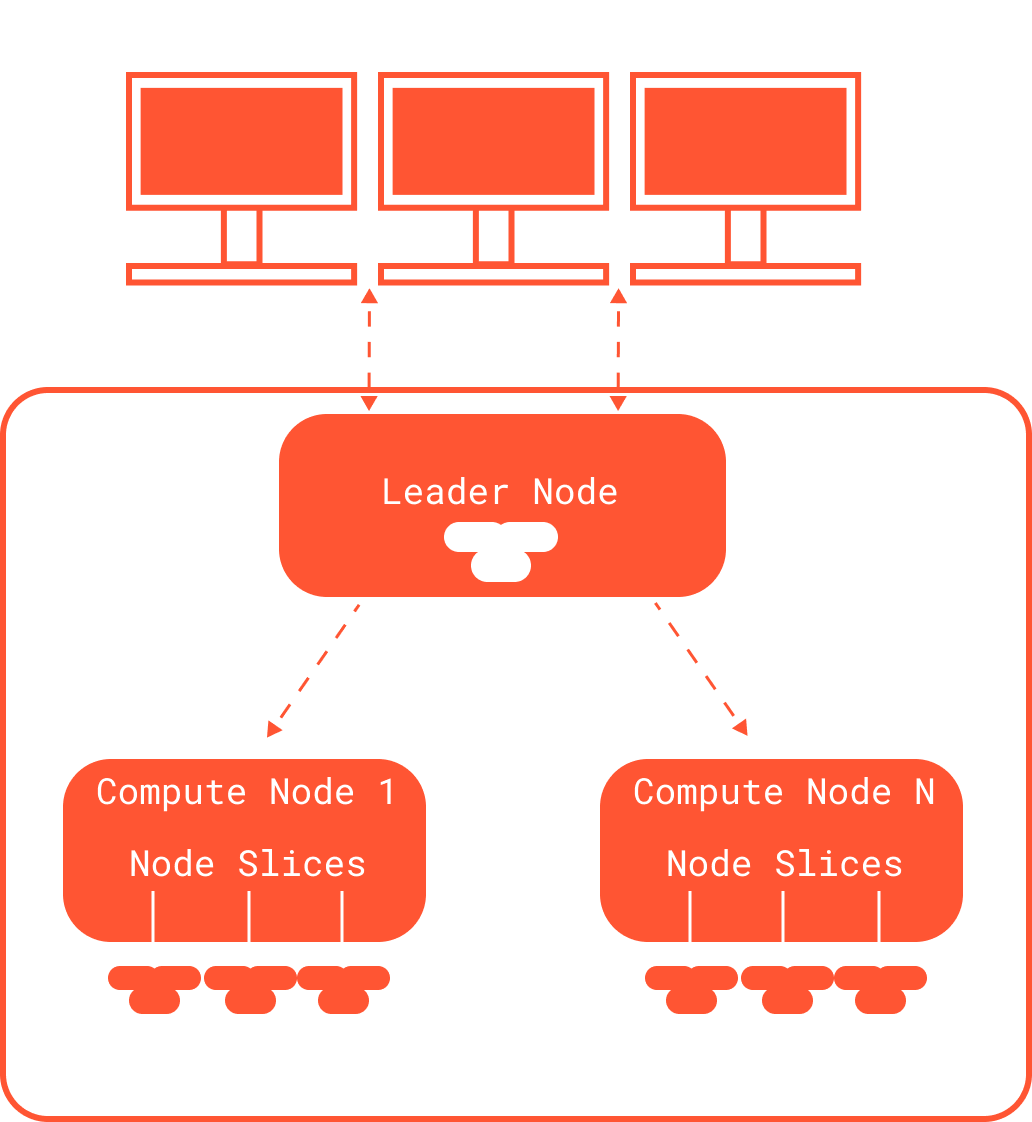 Leader Node
Compute Node 1
Node Slices
Compute Node N
Node Slices